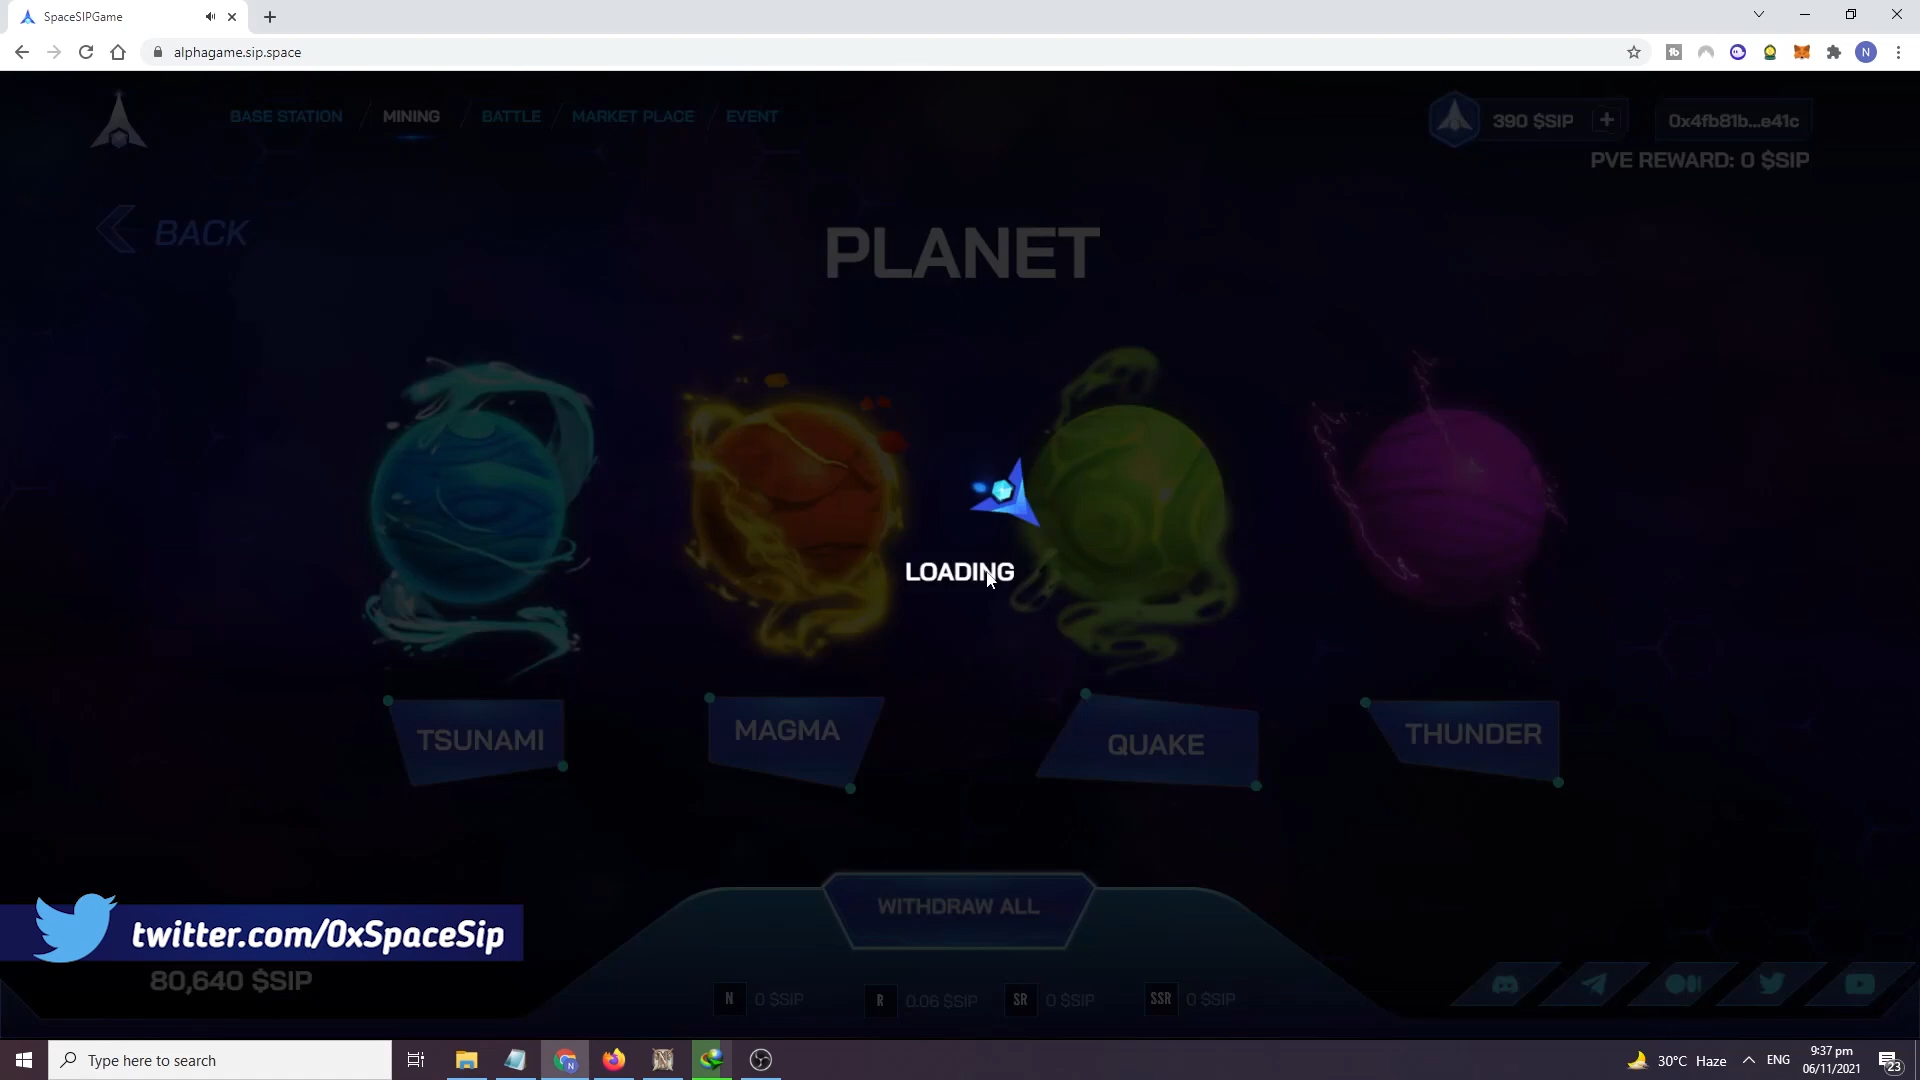 SpaceSIPGame
alphagame.sip.space
BASE STATION
MINING
BATTLE
MARKET PLACE
EVENT
390 $SIP
+
0x4fb81b...e41c
PVE REWARD: 0 $SIP
BACK
PLANET
LOADING
TSUNAMI
MAGMA
QUAKE
THUNDER
WITHDRAW ALL
twitter.com/0xSpaceSip
80,640 $SIP
N 0 $SIP
R 0.06 $SIP
SR 0 $SIP
SSR 0 $SIP
Type here to search
30°C Haze
ENG
9:37 pm
06/11/2021
23